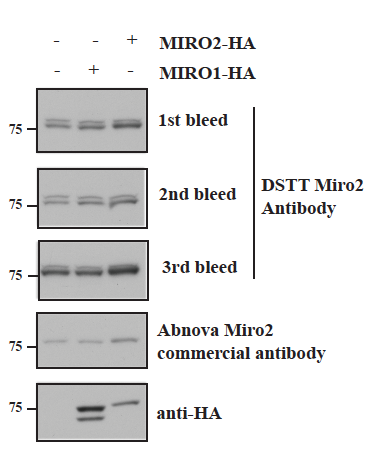 - - + MIRO2-HA
- + - MIRO1-HA
75 1st bleed
75 2nd bleed
DSTT Miro2
Antibody
75 3rd bleed
75 Abnova Miro2
commercial antibody
75 anti-HA